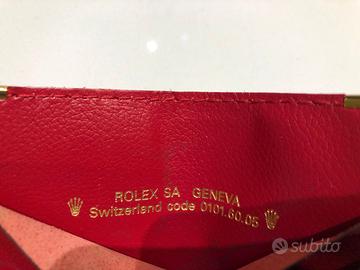 ROLEX SA GENEVA
Switzerland code 0101.60.05
subito